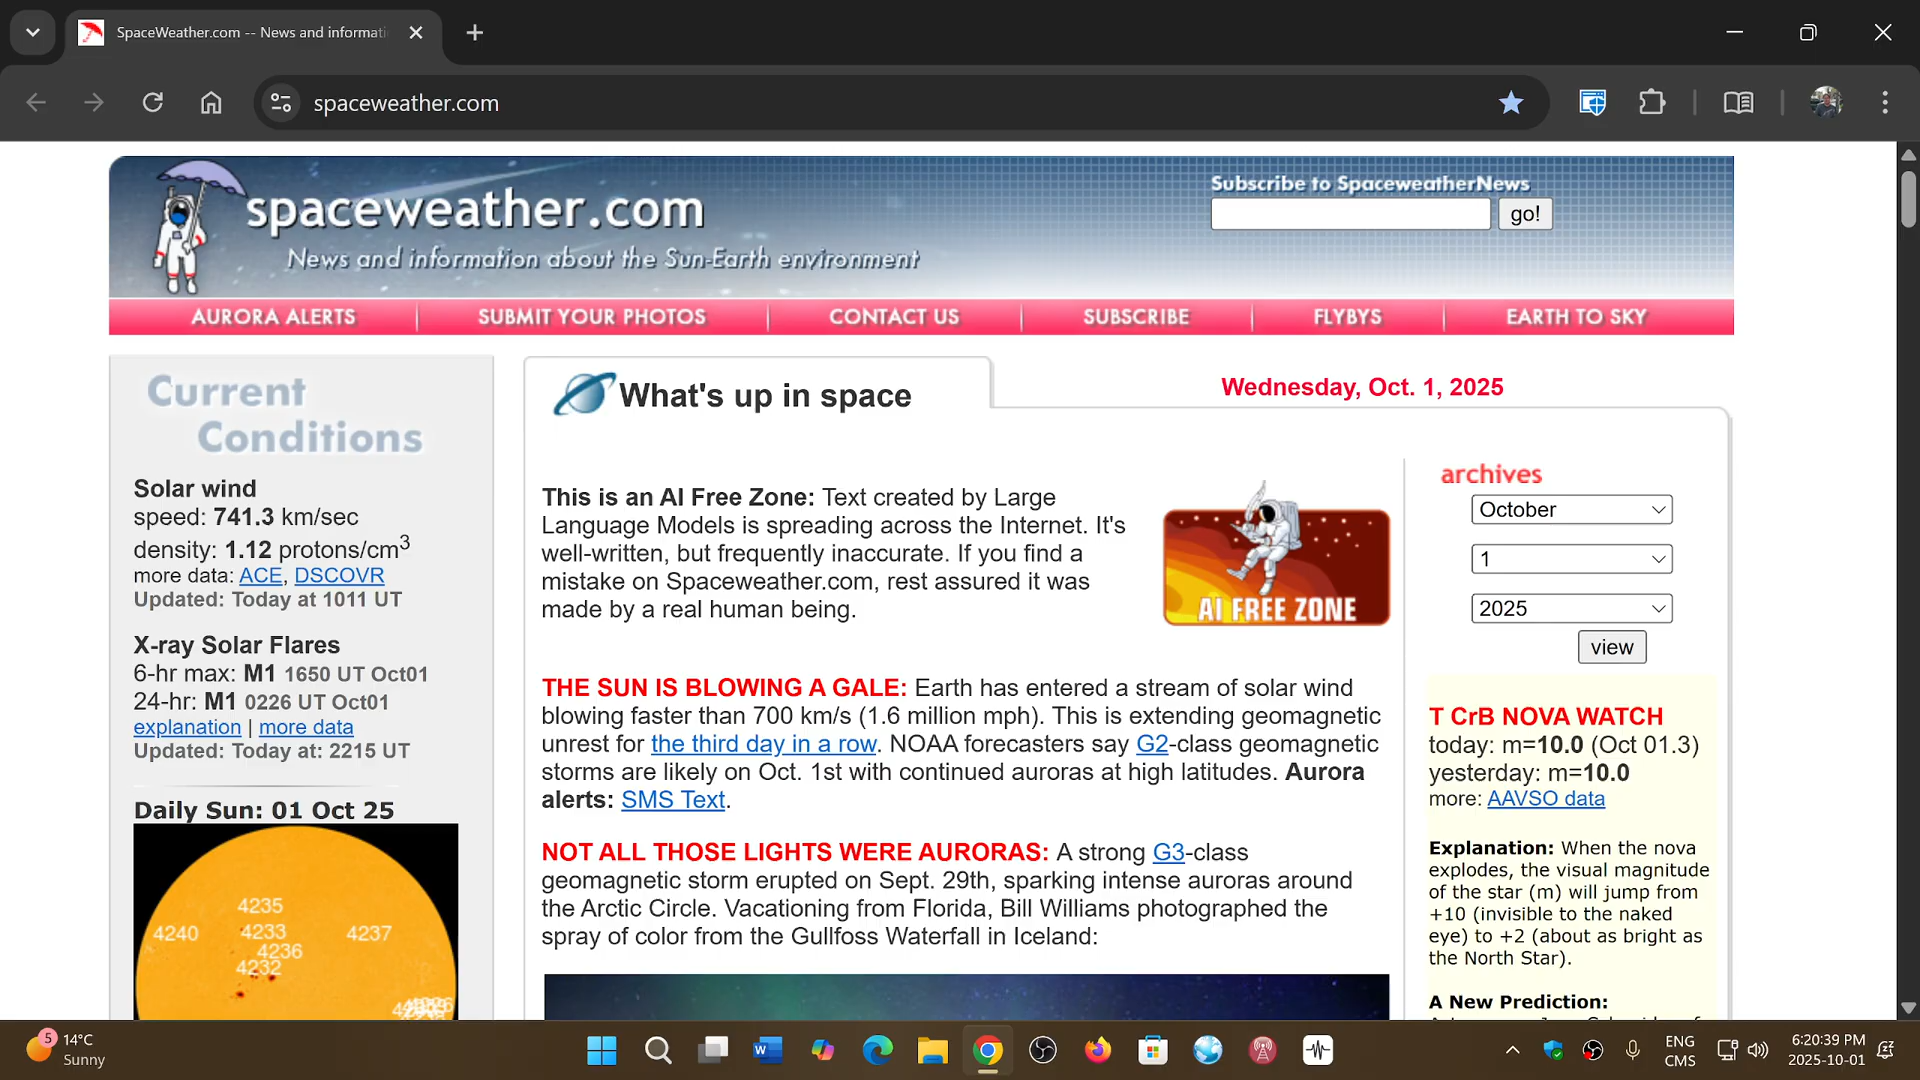 SpaceWeather.com -- News and informati
spaceweather.com
spaceweather.com
News and information about the Sun-Earth environment
Subscribe to SpaceweatherNews
go!
AURORA ALERTS
SUBMIT YOUR PHOTOS
CONTACT US
SUBSCRIBE
FLYBYS
EARTH TO SKY
Current
Conditions
Solar wind
speed: 741.3 km/sec
density: 1.12 protons/cm3
more data: ACE, DSCOVR
Updated: Today at 1011 UT
X-ray Solar Flares
6-hr max: M1 1650 UT Oct01
24-hr: M1 0226 UT Oct01
explanation | more data
Updated: Today at: 2215 UT
Daily Sun: 01 Oct 25
4235
4240
4233
4237
4236
4232
What's up in space
Wednesday, Oct. 1, 2025
This is an AI Free Zone: Text created by Large
Language Models is spreading across the Internet. It's
well-written, but frequently inaccurate. If you find a
mistake on Spaceweather.com, rest assured it was
made by a real human being.
AI FREE ZONE
THE SUN IS BLOWING A GALE: Earth has entered a stream of solar wind
blowing faster than 700 km/s (1.6 million mph). This is extending geomagnetic
unrest for the third day in a row. NOAA forecasters say G2-class geomagnetic
storms are likely on Oct. 1st with continued auroras at high latitudes. Aurora
alerts: SMS Text.
NOT ALL THOSE LIGHTS WERE AURORAS: A strong G3-class
geomagnetic storm erupted on Sept. 29th, sparking intense auroras around
the Arctic Circle. Vacationing from Florida, Bill Williams photographed the
spray of color from the Gullfoss Waterfall in Iceland:
archives
October
1
2025
view
T CrB NOVA WATCH
today: m=10.0 (Oct 01.3)
yesterday: m=10.0
more: AAVSO data
Explanation: When the nova
explodes, the visual magnitude
of the star (m) will jump from
+10 (invisible to the naked
eye) to +2 (about as bright as
the North Star).
A New Prediction:
5
14°C
Sunny
ENG
CMS
6:20:39 PM
2025-10-01